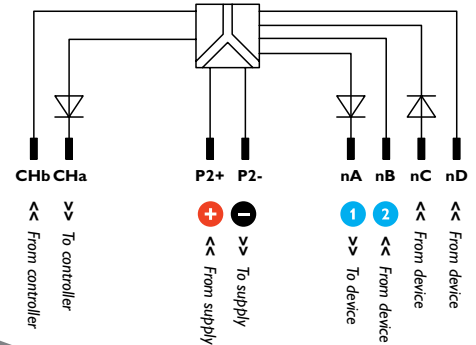 CHb CHa P2+ P2- nA nB nC nD
+ − 1 2
<< From controller
>> To controller
<< From supply
>> To supply
>> To device
<< From device
<< From device
<< From device